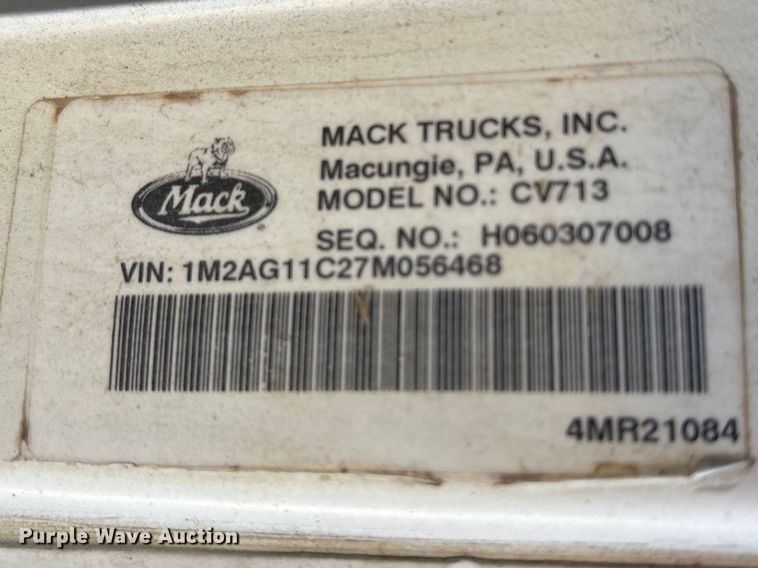 MACK TRUCKS, INC.
Macungie, PA, U.S.A.
Mack
MODEL NO.: CV713
SEQ. NO.: H060307008
VIN: 1M2AG11C27M056468
4MR21084
Purple Wave Auction